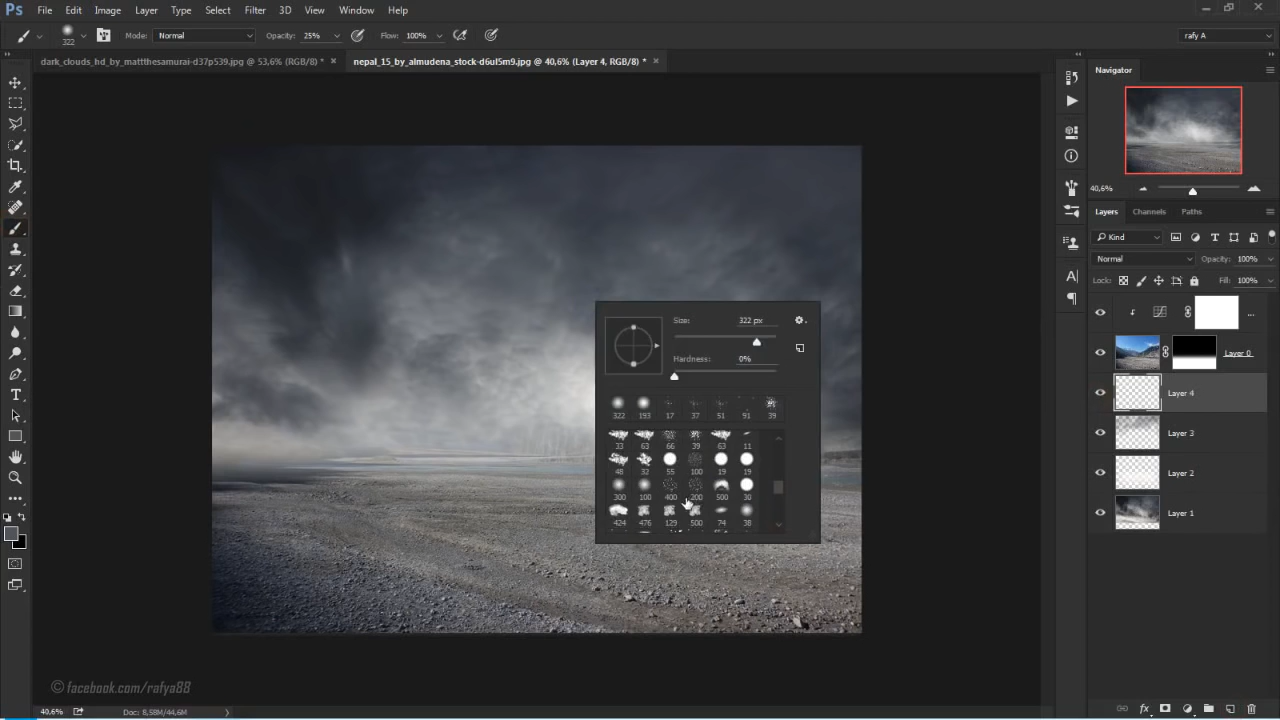 Ps File Edit Image Layer Type Select Filter 3D View Window Help
322 Mode: Normal Opacity: 25% Flow: 100% rafy A
dark_clouds_hd_by_mattthesamurai-d37p539.jpg @ 53,6% (RGB/8) * × nepal_15_by_almudena_stock-d6ul5m9.jpg @ 40,6% (Layer 4, RGB/8) * ×
Navigator
40,6%
Layers Channels Paths
Kind
Normal Opacity: 100%
Lock: Fill: 100%
...
Layer 0
Layer 4
Layer 3
Layer 2
Layer 1
Size: 322 px
Hardness: 0%
322 193 17 37 51 91 39
33 63 66 39 63 11
48 32 55 100 19 19
300 100 400 200 500 30
424 476 129 500 74 38
© facebook.com/rafya88
40,6% Doc: 8,58M/44,6M